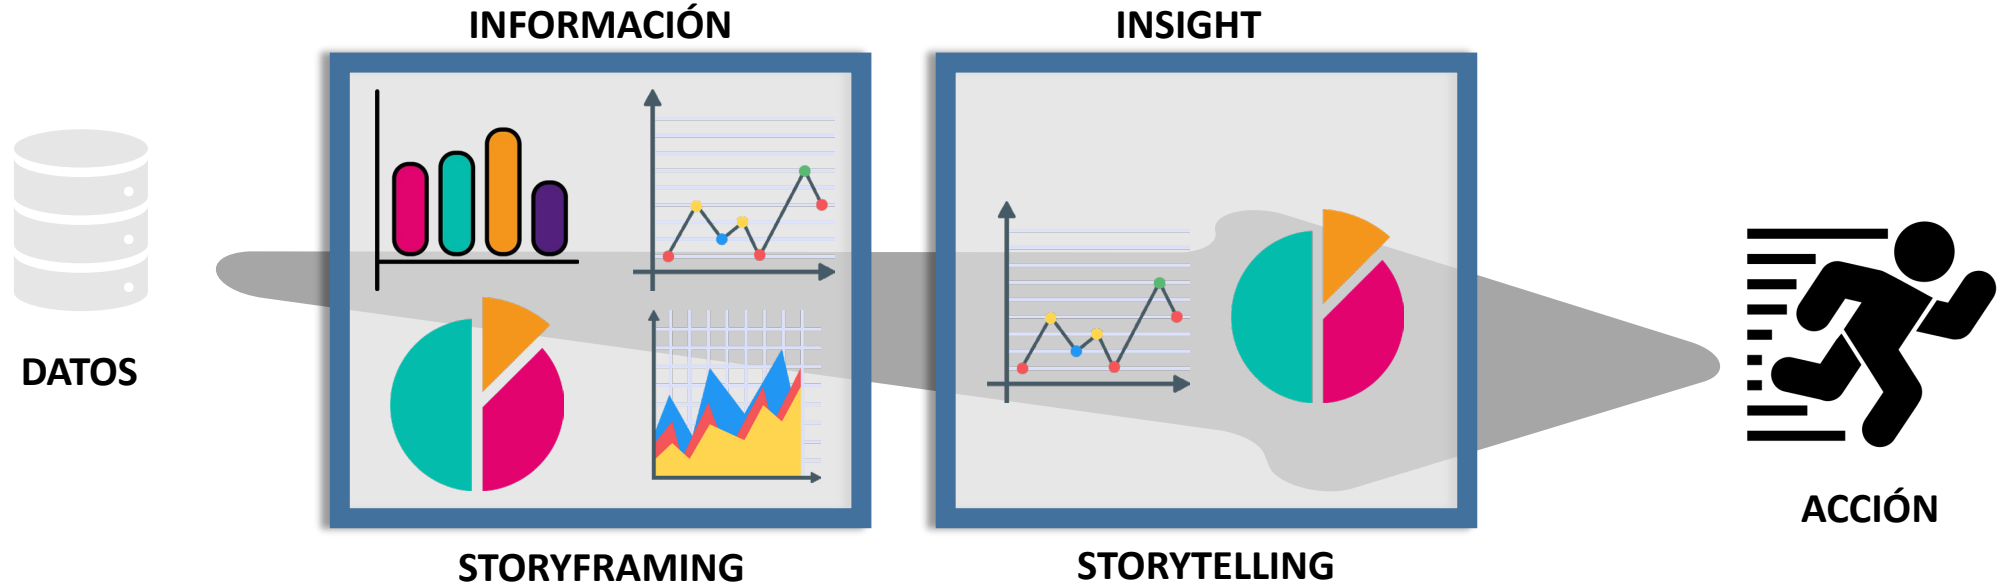 INFORMACIÓN
INSIGHT
DATOS
ACCIÓN
STORYFRAMING
STORYTELLING